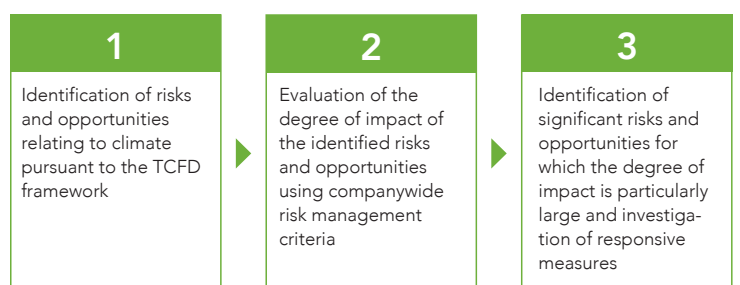 1
Identification of risks
and opportunities
relating to climate
pursuant to the TCFD
framework
2
Evaluation of the
degree of impact of
the identified risks
and opportunities
using companywide
risk management
criteria
3
Identification of
significant risks and
opportunities for
which the degree of
impact is particularly
large and investiga-
tion of responsive
measures